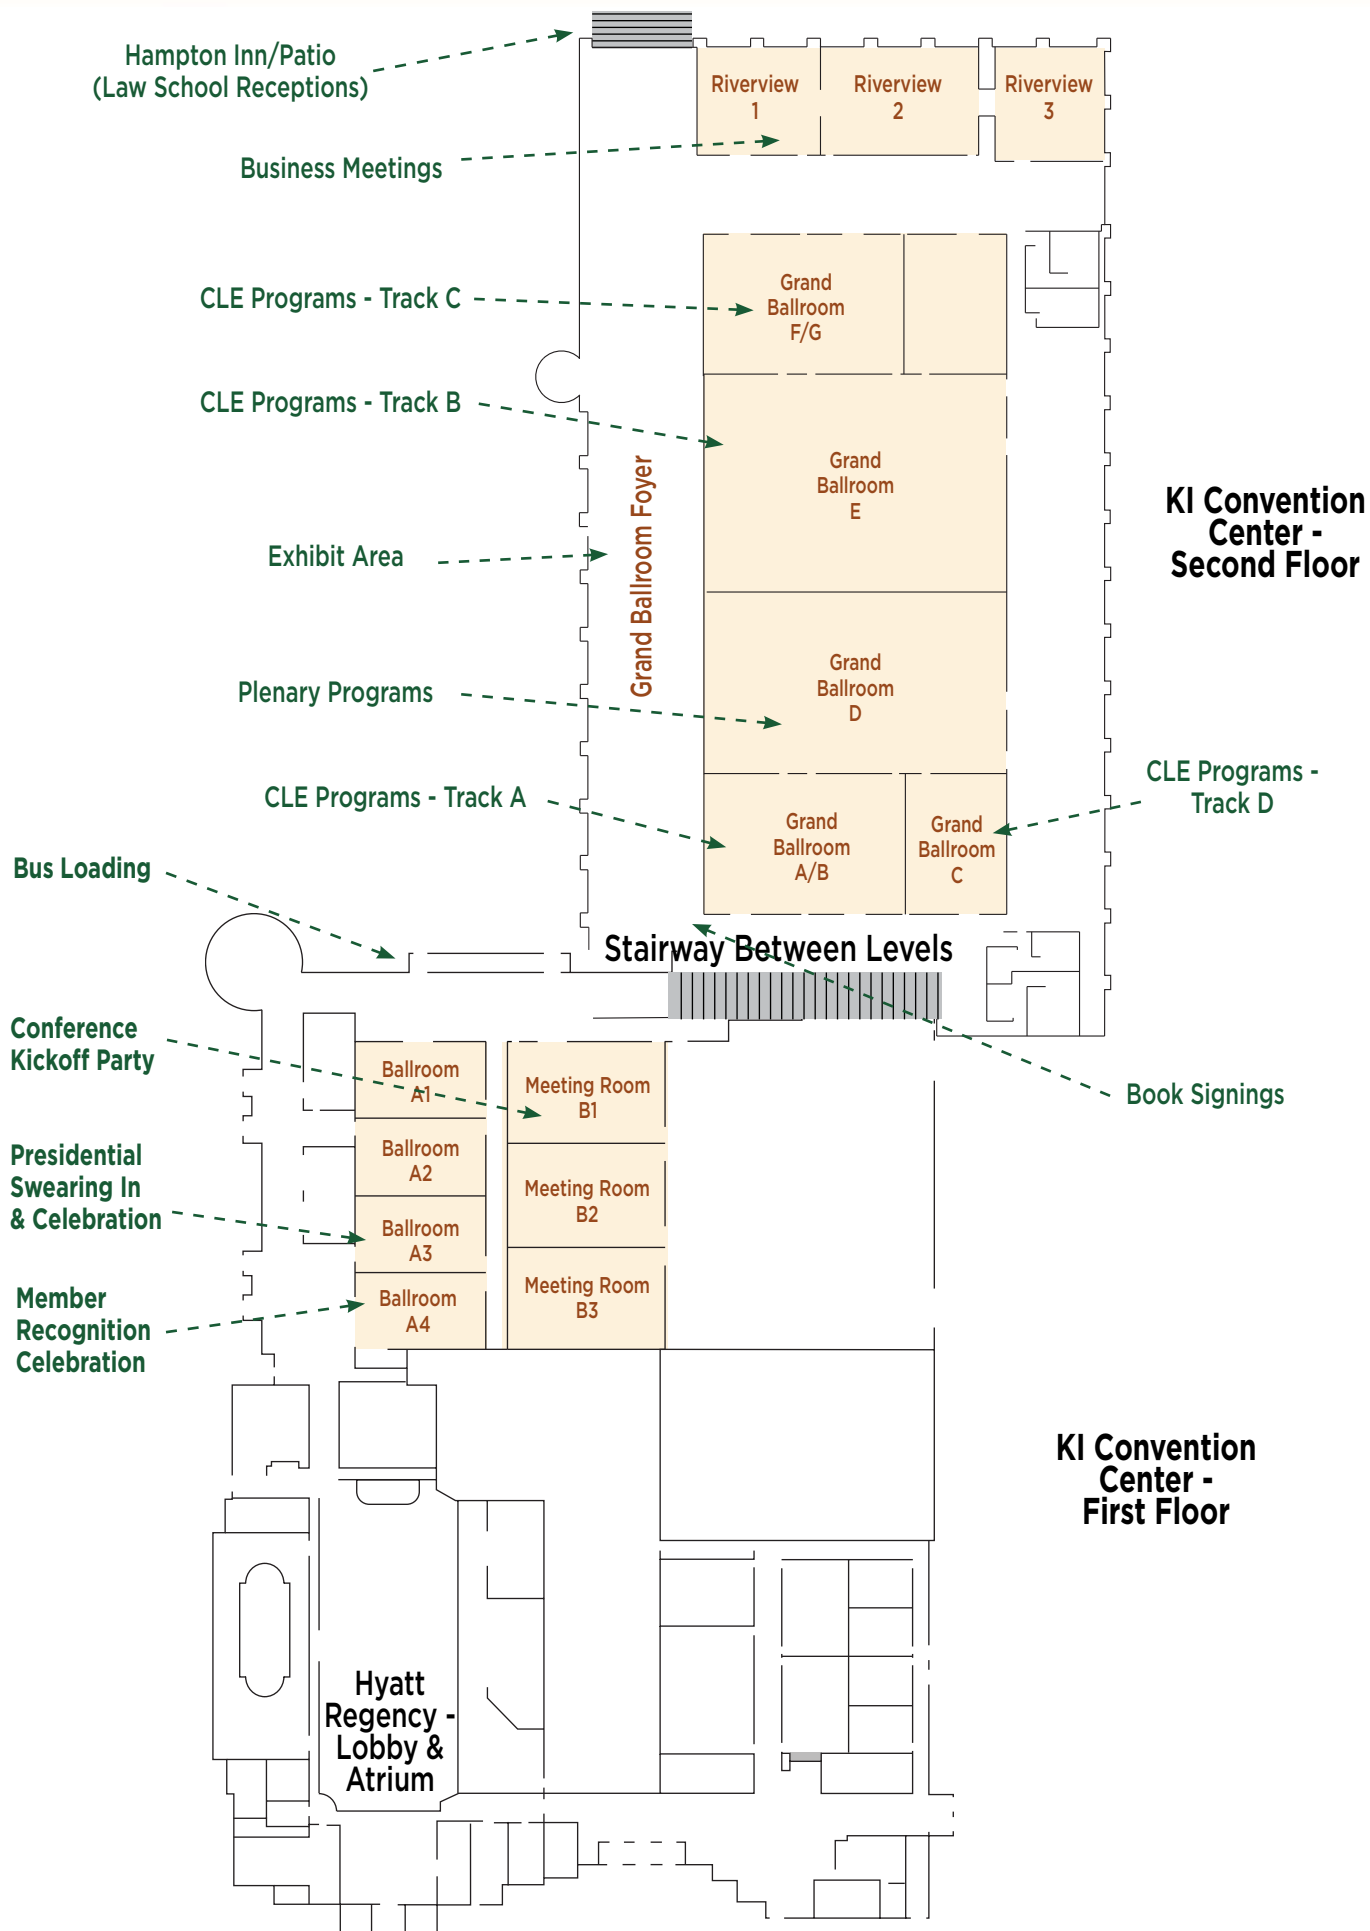 Hampton Inn/Patio
(Law School Receptions)
Riverview
1
Riverview
2
Riverview
3
Business Meetings
CLE Programs - Track C
Grand
Ballroom
F/G
CLE Programs - Track B
Grand
Ballroom
E
Grand Ballroom Foyer
KI Convention
Center -
Second Floor
Exhibit Area
Plenary Programs
Grand
Ballroom
D
CLE Programs - Track A
Grand
Ballroom
A/B
Grand
Ballroom
C
CLE Programs -
Track D
Bus Loading
Stairway Between Levels
Conference
Kickoff Party
Ballroom
A1
Meeting Room
B1
Book Signings
Presidential
Swearing In
& Celebration
Ballroom
A2
Meeting Room
B2
Ballroom
A3
Member
Recognition
Celebration
Ballroom
A4
Meeting Room
B3
KI Convention
Center -
First Floor
Hyatt
Regency -
Lobby &
Atrium